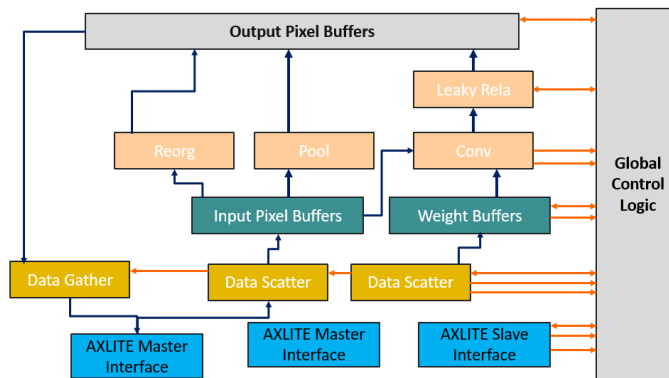 Output Pixel Buffers
Leaky Rela
Reorg
Pool
Conv
Global
Control
Logic
Input Pixel Buffers
Weight Buffers
Data Gather
Data Scatter
Data Scatter
AXLITE Master
Interface
AXLITE Master
Interface
AXLITE Slave
Interface